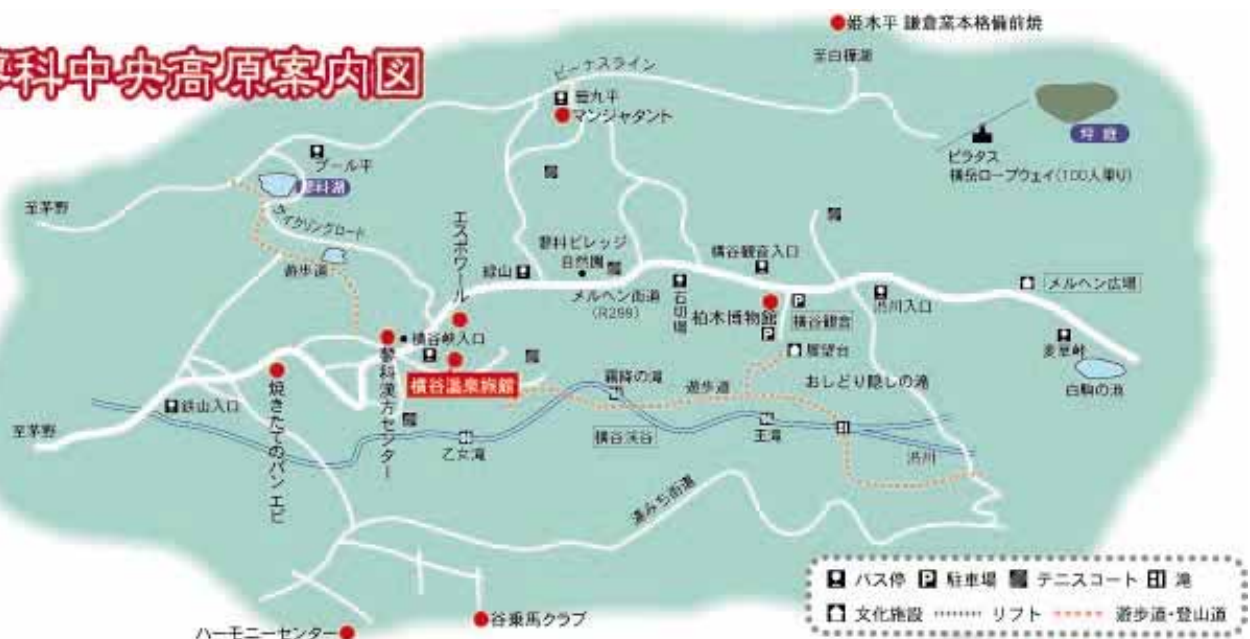 科中央高原案内図
姫木平 鎌倉窯本格備前焼
至白樺湖
ビーナスライン
笹丸平
マンジャタント
坪庭
ピラタス
横岳ロープウェイ(100人乗り)
プール平
蓼科湖
至茅野
サイクリングロード
遊歩道
エスポワール
緑山
蓼科ビレッジ
自然園
メルヘン街道
(R299)
石切場
横谷観音入口
柏木博物館
横谷観音
展望台
渋川入口
メルヘン広場
麦草峠
白駒の池
横谷峡入口
横谷温泉旅館
蓼科漢方センター
焼きたてのパン エピ
鉄山入口
至茅野
乙女滝
霧降の滝
遊歩道
横谷渓谷
王滝
おしどり隠しの滝
渋川
湯みち街道
ハーモニーセンター
谷乗馬クラブ
バス停
駐車場
テニスコート
滝
文化施設
リフト
遊歩道・登山道